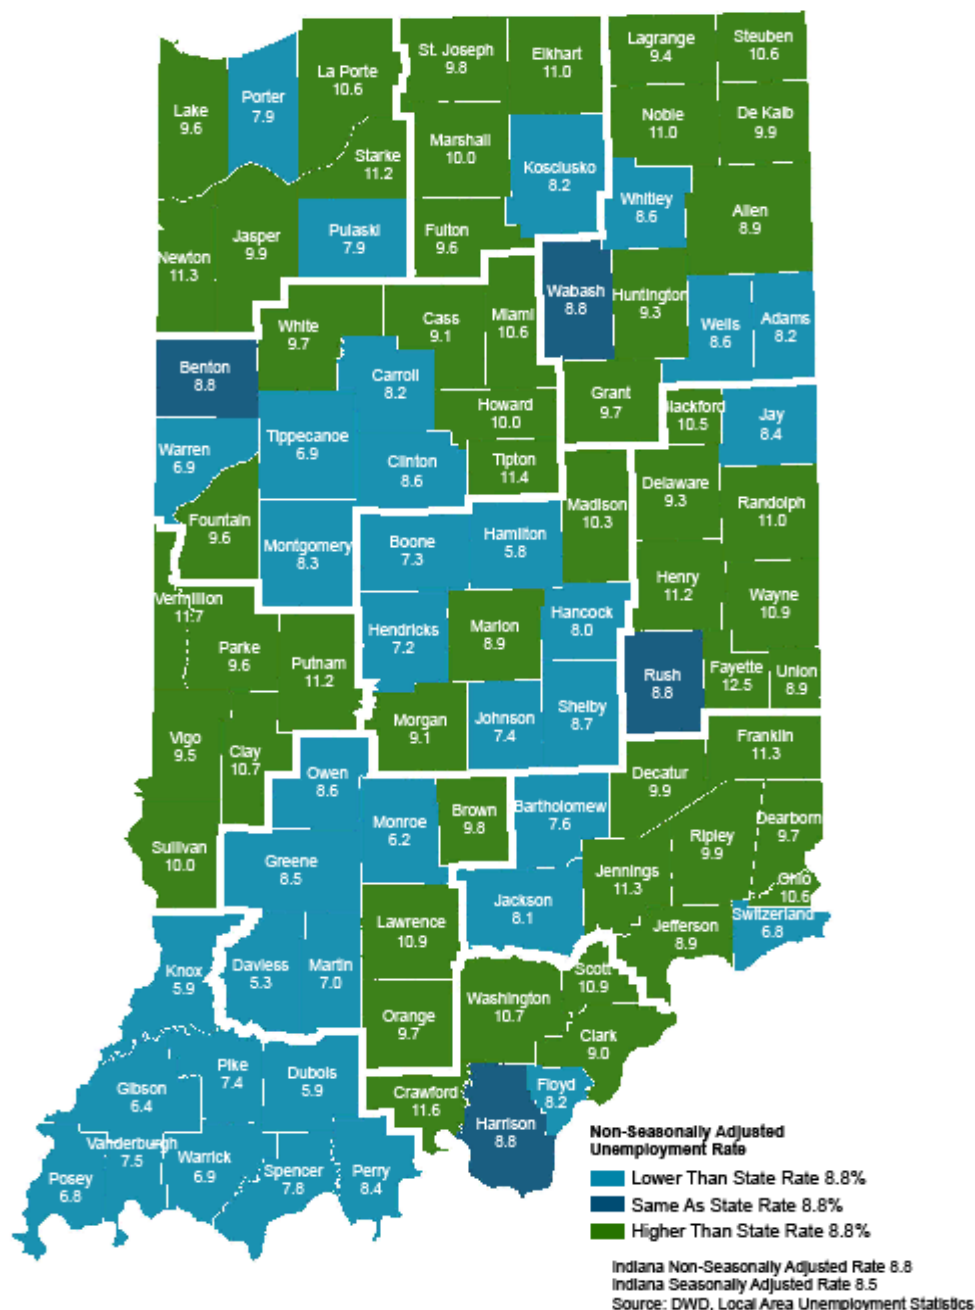 St. Joseph
9.8
Elkhart
11.0
Lagrange
9.4
Steuben
10.6
La Porte
10.6
Porter
7.9
Lake
9.6
Noble
11.0
De Kalb
9.9
Marshall
10.0
Starke
11.2
Kosciusko
8.2
Whitley
8.6
Allen
8.9
Pulaski
7.9
Fulton
9.6
Jasper
9.9
Newton
11.3
Wabash
8.8
Huntington
9.3
Wells
8.6
Adams
8.2
White
9.7
Cass
9.1
Miami
10.6
Benton
8.8
Carroll
8.2
Grant
9.7
Howard
10.0
Blackford
10.5
Jay
8.4
Warren
6.9
Tippecanoe
6.9
Clinton
8.6
Tipton
11.4
Delaware
9.3
Randolph
11.0
Madison
10.3
Fountain
9.6
Montgomery
8.3
Boone
7.3
Hamilton
5.8
Henry
11.2
Wayne
10.9
Vermillion
11.7
Hendricks
7.2
Marion
8.9
Hancock
8.0
Parke
9.6
Putnam
11.2
Rush
8.8
Fayette
12.5
Union
8.9
Morgan
9.1
Johnson
7.4
Shelby
8.7
Vigo
9.5
Clay
10.7
Franklin
11.3
Owen
8.6
Decatur
9.9
Monroe
6.2
Brown
9.8
Bartholomew
7.6
Dearborn
9.7
Ripley
9.9
Sullivan
10.0
Greene
8.5
Jennings
11.3
Ohio
10.6
Jackson
8.1
Switzerland
6.8
Lawrence
10.9
Jefferson
8.9
Knox
5.9
Daviess
5.3
Martin
7.0
Scott
10.9
Washington
10.7
Orange
9.7
Clark
9.0
Gibson
6.4
Pike
7.4
Dubois
5.9
Crawford
11.6
Floyd
8.2
Harrison
8.8
Vanderburgh
7.5
Posey
6.8
Warrick
6.9
Spencer
7.8
Perry
8.4
Non-Seasonally Adjusted
Unemployment Rate
Lower Than State Rate 8.8%
Same As State Rate 8.8%
Higher Than State Rate 8.8%
Indiana Non-Seasonally Adjusted Rate 8.8
Indiana Seasonally Adjusted Rate 8.5
Source: DWD, Local Area Unemployment Statistics